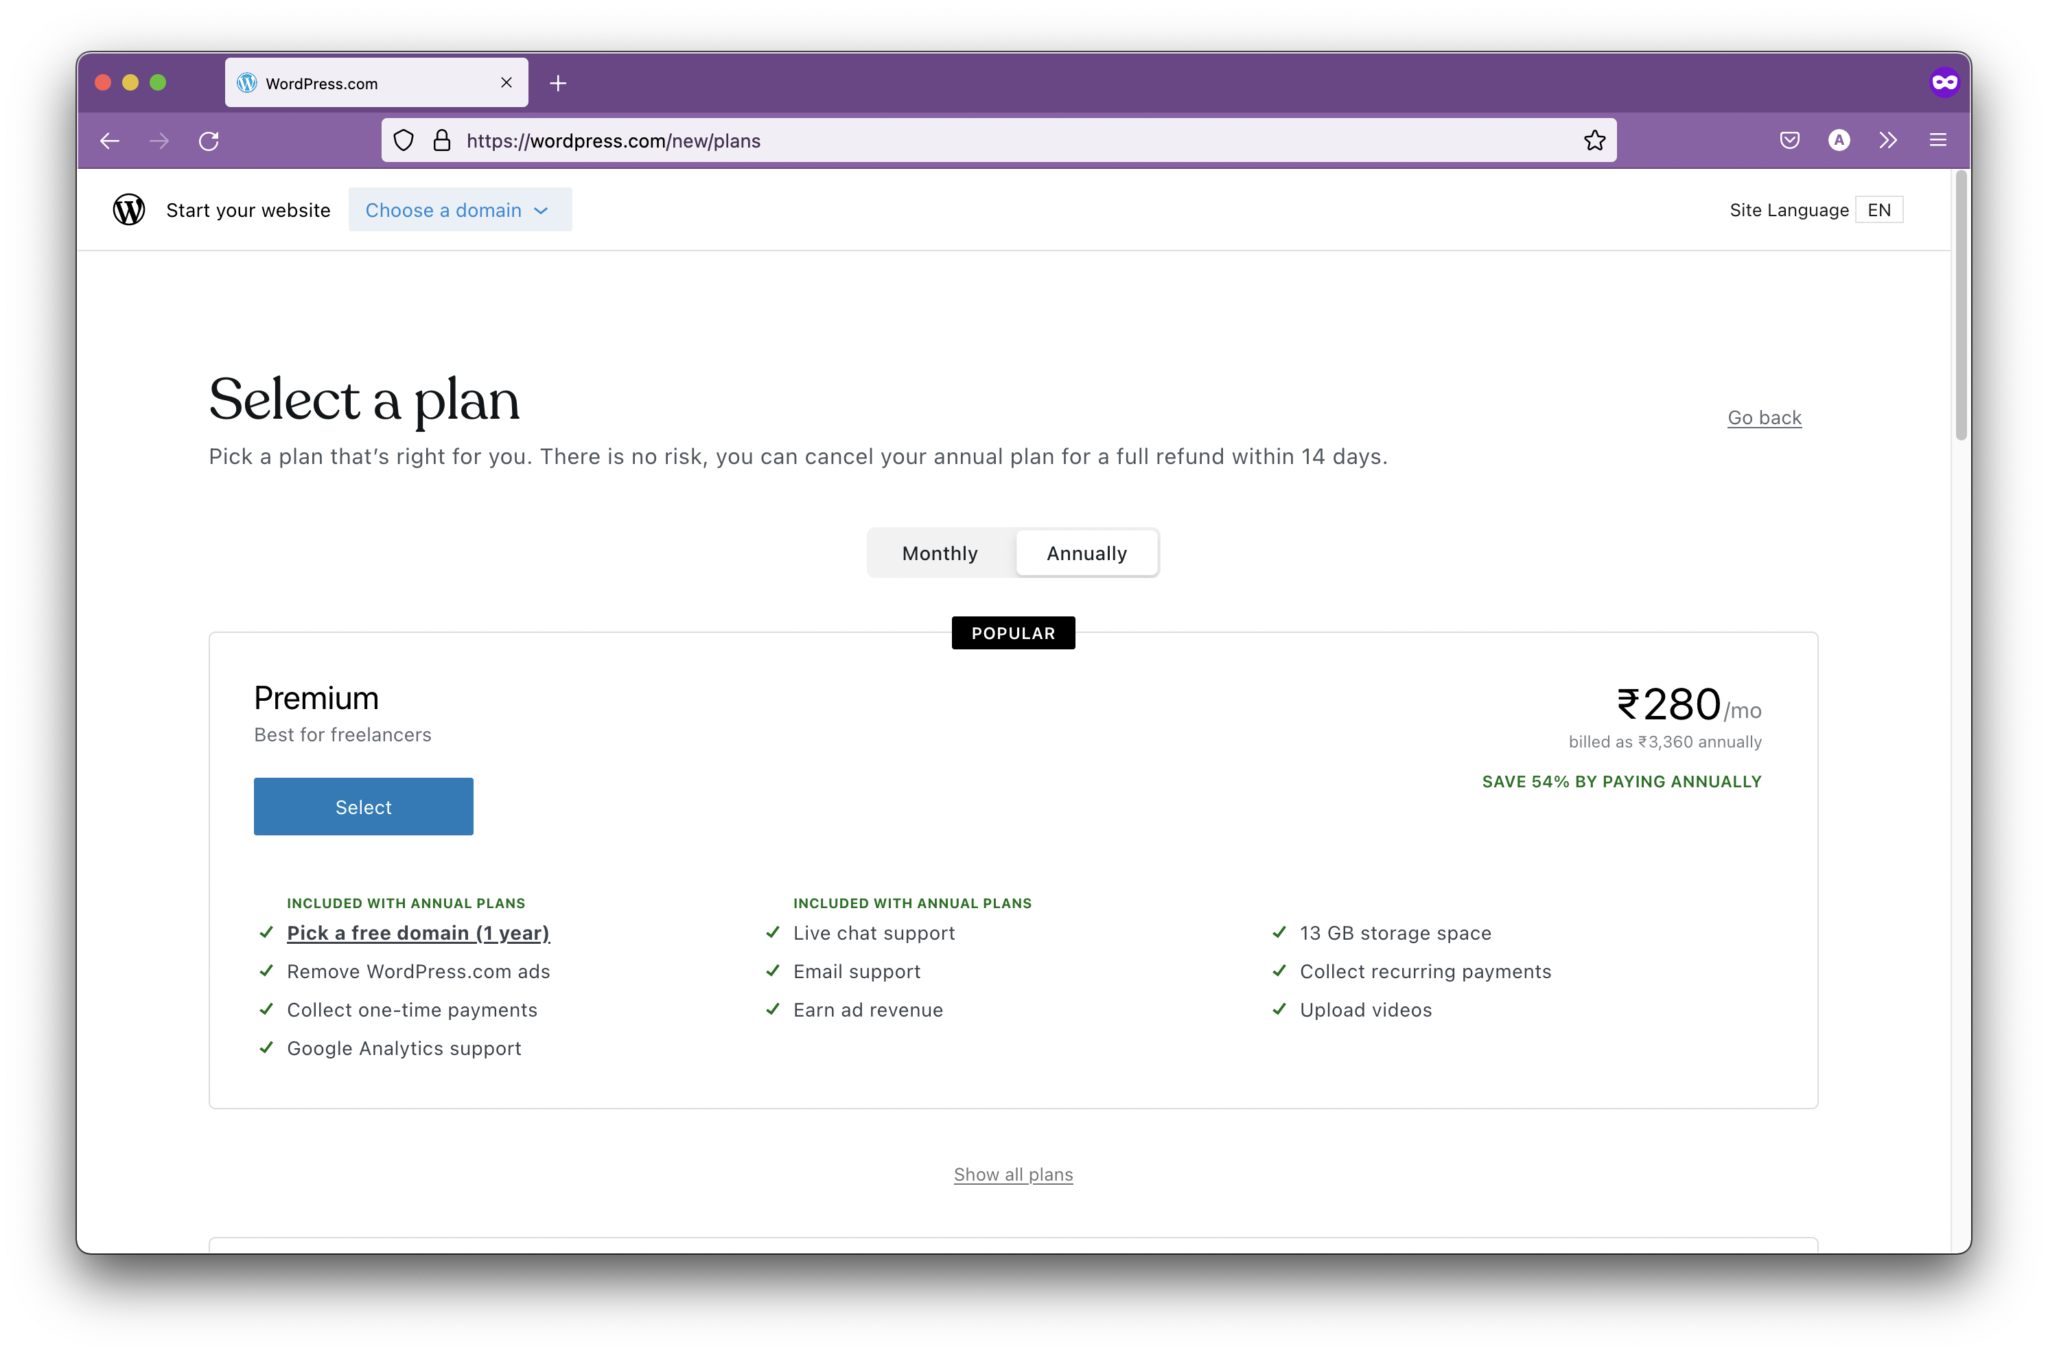 WordPress.com
https://wordpress.com/new/plans
A
Start your website
Choose a domain
Site Language
EN
Select a plan
Go back
Pick a plan that’s right for you. There is no risk, you can cancel your annual plan for a full refund within 14 days.
Monthly
Annually
POPULAR
Premium
₹280/mo
Best for freelancers
billed as ₹3,360 annually
SAVE 54% BY PAYING ANNUALLY
Select
INCLUDED WITH ANNUAL PLANS
Pick a free domain (1 year)
Remove WordPress.com ads
Collect one-time payments
Google Analytics support
INCLUDED WITH ANNUAL PLANS
Live chat support
Email support
Earn ad revenue
13 GB storage space
Collect recurring payments
Upload videos
Show all plans